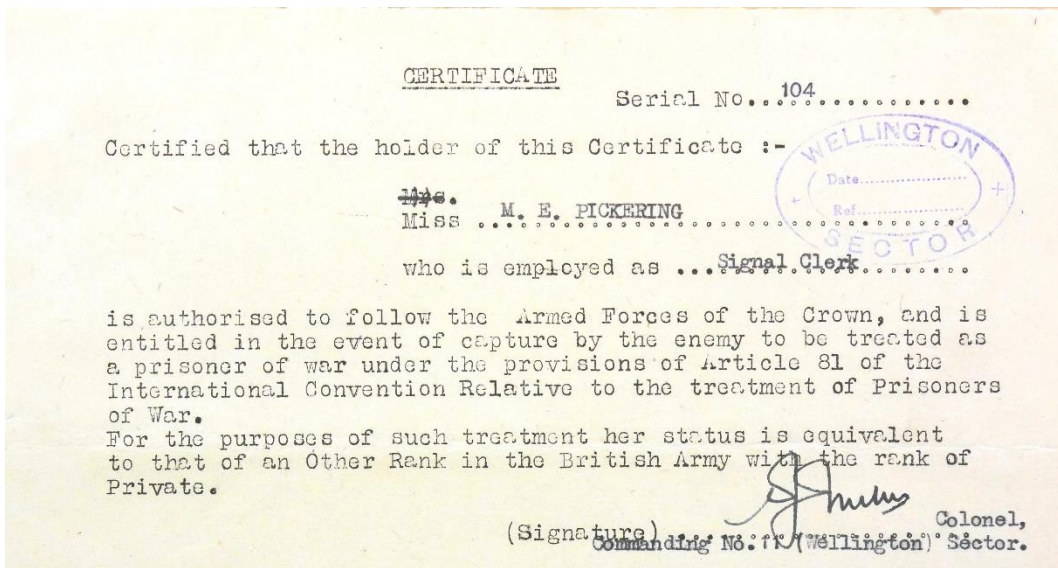 CERTIFICATE
Serial No..104...............
Certified that the holder of this Certificate :-
WELLINGTON
Date....................
Ref....................
SECTOR
Mrs.
Miss ..M. E. PICKERING....................
who is employed as ...Signal Clerk........
is authorised to follow the Armed Forces of the Crown, and is
entitled in the event of capture by the enemy to be treated as
a prisoner of war under the provisions of Article 81 of the
International Convention Relative to the treatment of Prisoners
of War.
For the purposes of such treatment her status is equivalent
to that of an Other Rank in the British Army with the rank of
Private.
(Signature)
Colonel,
Commanding No. 11 (Wellington) Sector.